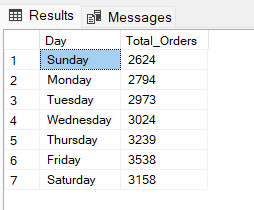 Results Messages
Day Total_Orders
1 Sunday 2624
2 Monday 2794
3 Tuesday 2973
4 Wednesday 3024
5 Thursday 3239
6 Friday 3538
7 Saturday 3158